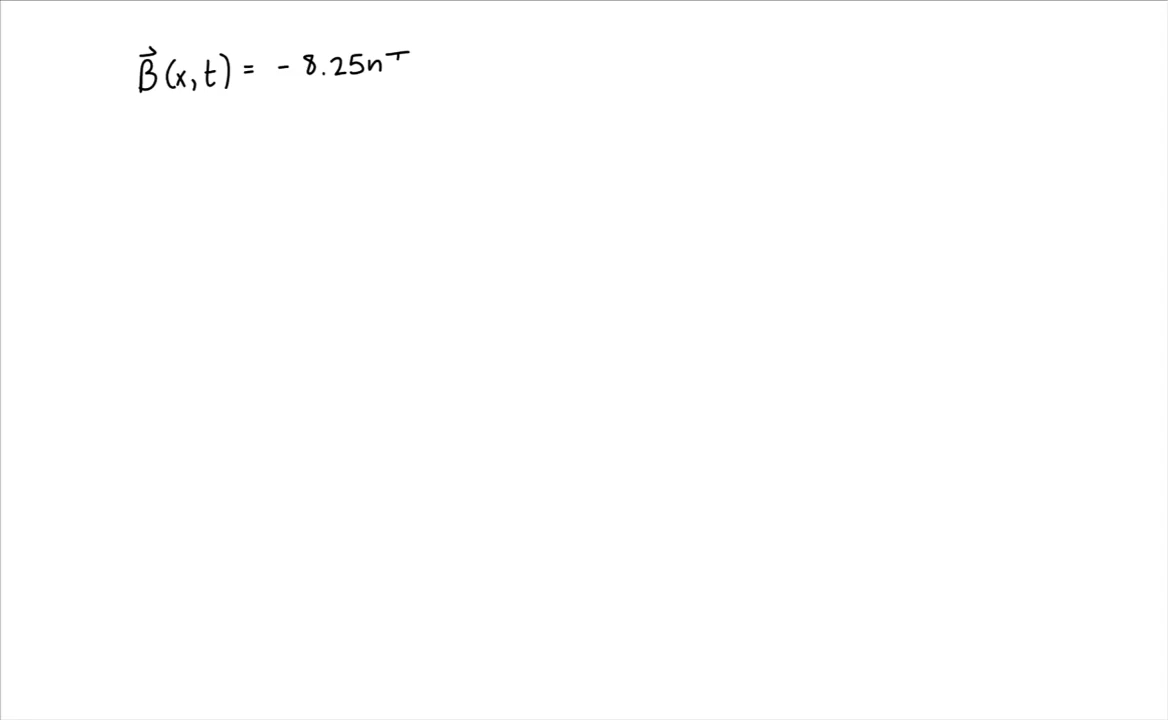 B⃗(x,t) = - 8.25nT